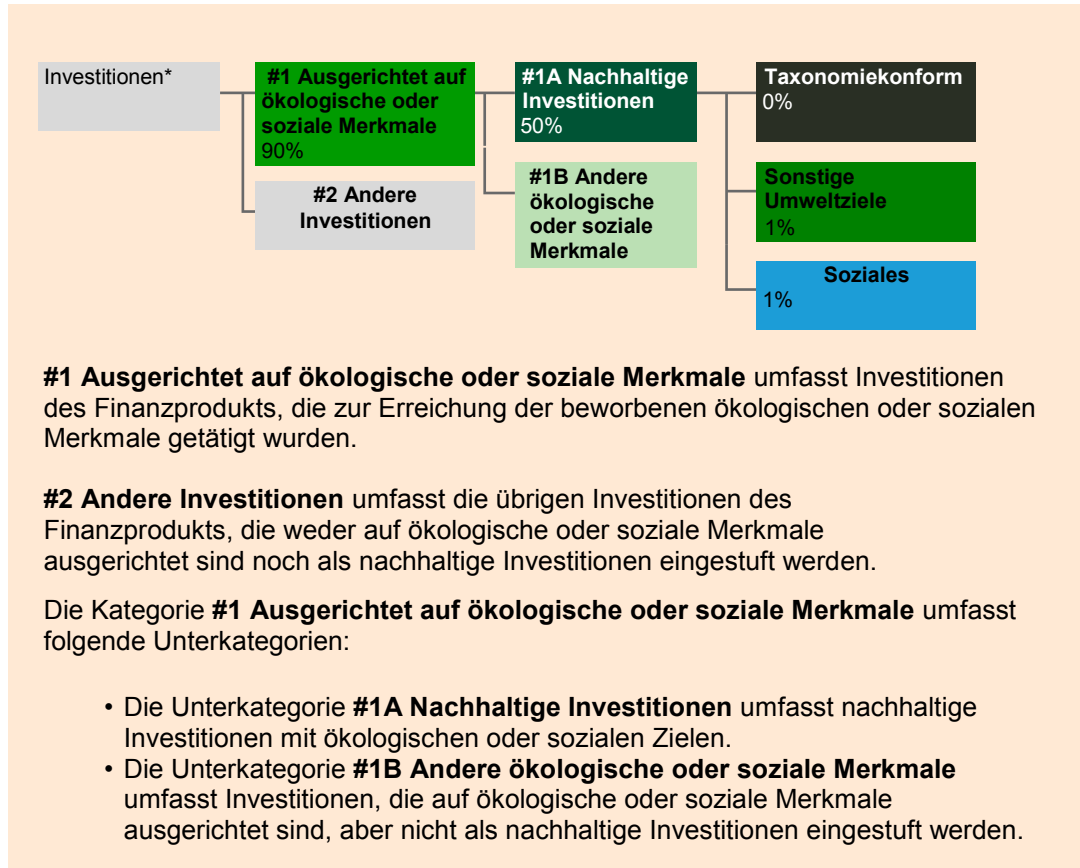 Investitionen*
#1 Ausgerichtet auf
ökologische oder
soziale Merkmale
90%
#2 Andere
Investitionen
#1A Nachhaltige
Investitionen
50%
#1B Andere
ökologische
oder soziale
Merkmale
Taxonomiekonform
0%
Sonstige
Umweltziele
1%
Soziales
1%
#1 Ausgerichtet auf ökologische oder soziale Merkmale umfasst Investitionen
des Finanzprodukts, die zur Erreichung der beworbenen ökologischen oder sozialen
Merkmale getätigt wurden.
#2 Andere Investitionen umfasst die übrigen Investitionen des
Finanzprodukts, die weder auf ökologische oder soziale Merkmale
ausgerichtet sind noch als nachhaltige Investitionen eingestuft werden.
Die Kategorie #1 Ausgerichtet auf ökologische oder soziale Merkmale umfasst
folgende Unterkategorien:
• Die Unterkategorie #1A Nachhaltige Investitionen umfasst nachhaltige
Investitionen mit ökologischen oder sozialen Zielen.
• Die Unterkategorie #1B Andere ökologische oder soziale Merkmale
umfasst Investitionen, die auf ökologische oder soziale Merkmale
ausgerichtet sind, aber nicht als nachhaltige Investitionen eingestuft werden.